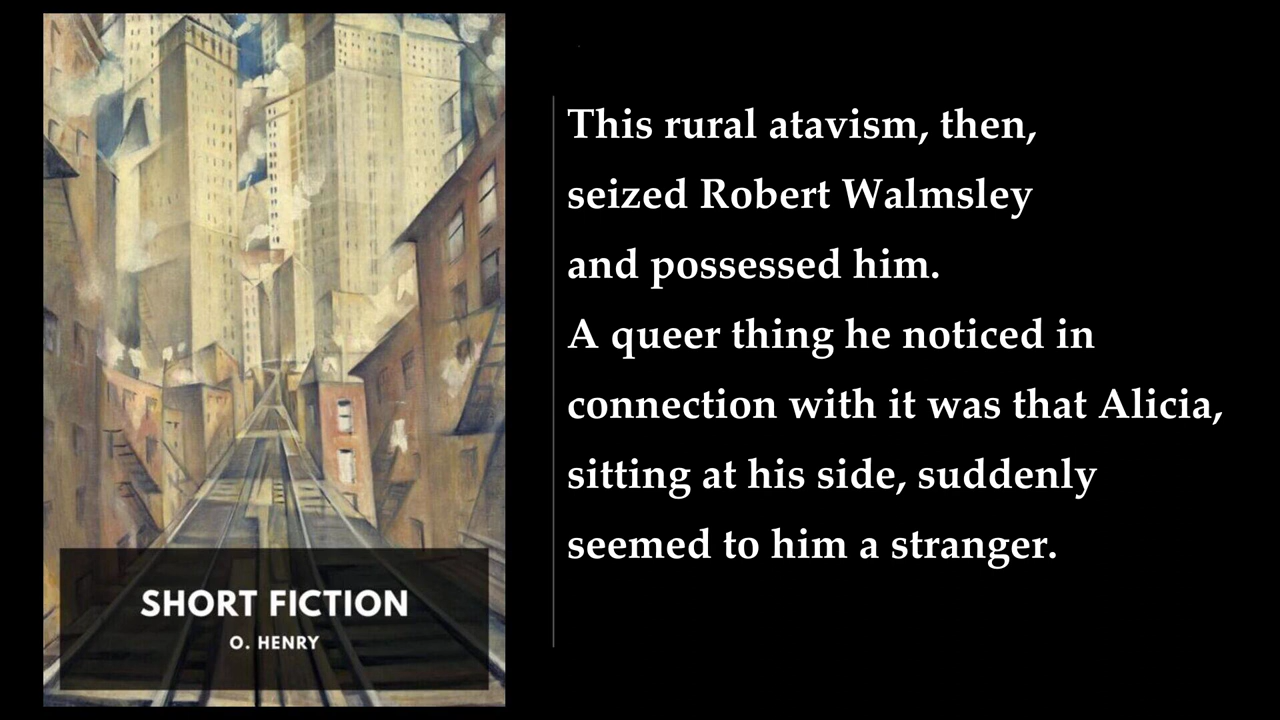 This rural atavism, then,
seized Robert Walmsley
and possessed him.
A queer thing he noticed in
connection with it was that Alicia,
sitting at his side, suddenly
seemed to him a stranger.
SHORT FICTION
O. HENRY